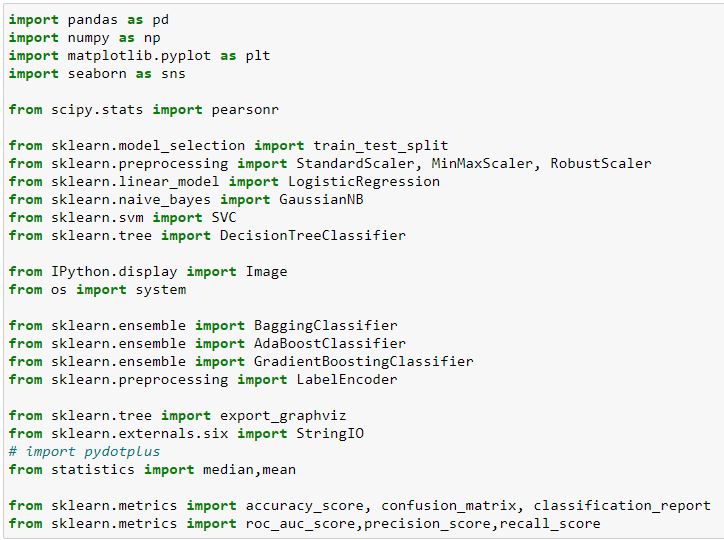 import pandas as pd
import numpy as np
import matplotlib.pyplot as plt
import seaborn as sns
from scipy.stats import pearsonr
from sklearn.model_selection import train_test_split
from sklearn.preprocessing import StandardScaler, MinMaxScaler, RobustScaler
from sklearn.linear_model import LogisticRegression
from sklearn.naive_bayes import GaussianNB
from sklearn.svm import SVC
from sklearn.tree import DecisionTreeClassifier
from IPython.display import Image
from os import system
from sklearn.ensemble import BaggingClassifier
from sklearn.ensemble import AdaBoostClassifier
from sklearn.ensemble import GradientBoostingClassifier
from sklearn.preprocessing import LabelEncoder
from sklearn.tree import export_graphviz
from sklearn.externals.six import StringIO
# import pydotplus
from statistics import median,mean
from sklearn.metrics import accuracy_score, confusion_matrix, classification_report
from sklearn.metrics import roc_auc_score,precision_score,recall_score